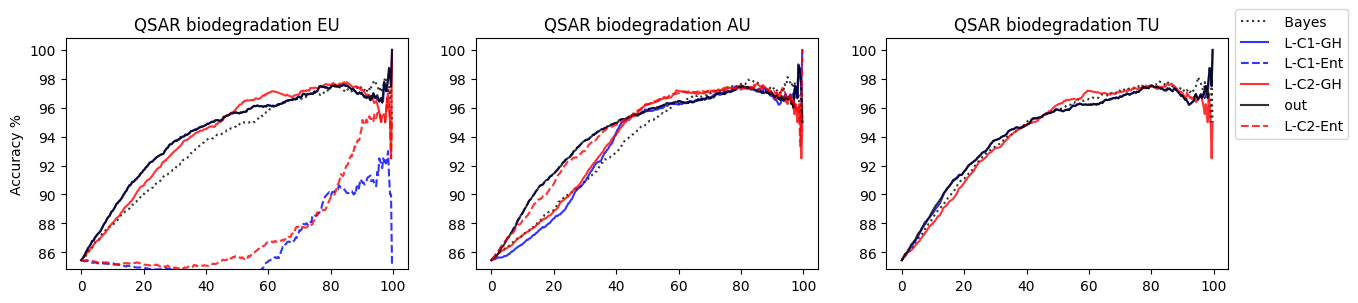 QSAR biodegradation EU
Accuracy %
100
98
96
94
92
90
88
86
0 20 40 60 80 100
QSAR biodegradation AU
100
98
96
94
92
90
88
86
0 20 40 60 80 100
QSAR biodegradation TU
100
98
96
94
92
90
88
86
0 20 40 60 80 100
Bayes
L-C1-GH
L-C1-Ent
L-C2-GH
out
L-C2-Ent